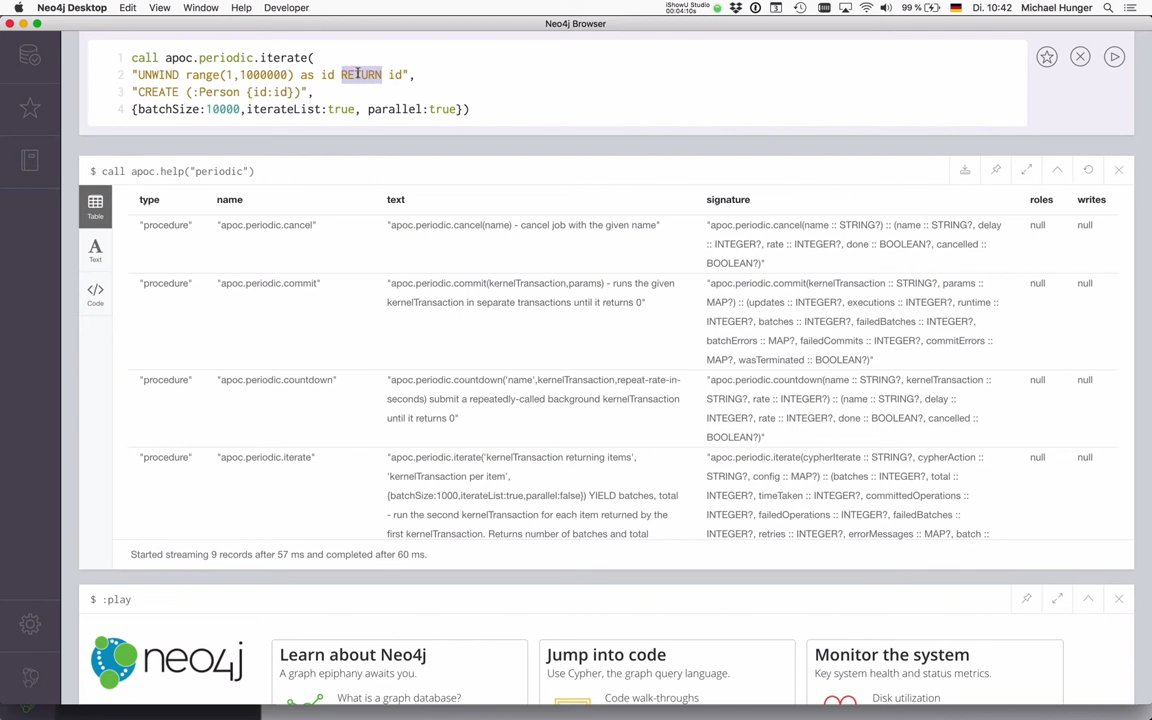 Neo4j Desktop Edit View Window Help Developer
iShowU Studio
00:04:10s
99 % Di. 10:42 Michael Hunger
Neo4j Browser
1 call apoc.periodic.iterate(
2 "UNWIND range(1,1000000) as id RETURN id",
3 "CREATE (:Person {id:id})",
4 {batchSize:10000,iterateList:true, parallel:true})
$ call apoc.help("periodic")
Table
Text
Code
type name text signature roles writes
"procedure" "apoc.periodic.cancel" "apoc.periodic.cancel(name) - cancel job with the given name" "apoc.periodic.cancel(name :: STRING?) :: (name :: STRING?, delay null null
:: INTEGER?, rate :: INTEGER?, done :: BOOLEAN?, cancelled ::
BOOLEAN?)"
"procedure" "apoc.periodic.commit" "apoc.periodic.commit(kernelTransaction,params) - runs the "apoc.periodic.commit(kernelTransaction :: STRING?, params :: null null
given kernelTransaction in separate transactions until it returns 0" MAP?) :: (updates :: INTEGER?, executions :: INTEGER?, runtime ::
INTEGER?, batches :: INTEGER?, failedBatches :: INTEGER?,
batchErrors :: MAP?, failedCommits :: INTEGER?, commitErrors ::
MAP?, wasTerminated :: BOOLEAN?)"
"procedure" "apoc.periodic.countdown" "apoc.periodic.countdown('name',kernelTransaction,repeat-rate-in- "apoc.periodic.countdown(name :: STRING?, kernelTransaction :: null null
seconds) submit a repeatedly-called background kernelTransaction STRING?, rate :: INTEGER?) :: (name :: STRING?, delay ::
until it returns 0" INTEGER?, rate :: INTEGER?, done :: BOOLEAN?, cancelled ::
BOOLEAN?)"
"procedure" "apoc.periodic.iterate" "apoc.periodic.iterate('kernelTransaction returning items', "apoc.periodic.iterate(cypherIterate :: STRING?, cypherAction :: null null
'kernelTransaction per item', STRING?, config :: MAP?) :: (batches :: INTEGER?, total ::
{batchSize:1000,iterateList:true,parallel:false}) YIELD batches, total INTEGER?, timeTaken :: INTEGER?, committedOperations ::
- run the second kernelTransaction for each item returned by the INTEGER?, failedOperations :: INTEGER?, failedBatches ::
first kernelTransaction. Returns number of batches and total INTEGER?, retries :: INTEGER?, errorMessages :: MAP?, batch ::
Started streaming 9 records after 57 ms and completed after 60 ms.
$ :play
neo4j
Learn about Neo4j Jump into code Monitor the system
A graph epiphany awaits you. Use Cypher, the graph query language. Key system health and status metrics.
What is a graph database? Code walk-throughs Disk utilization